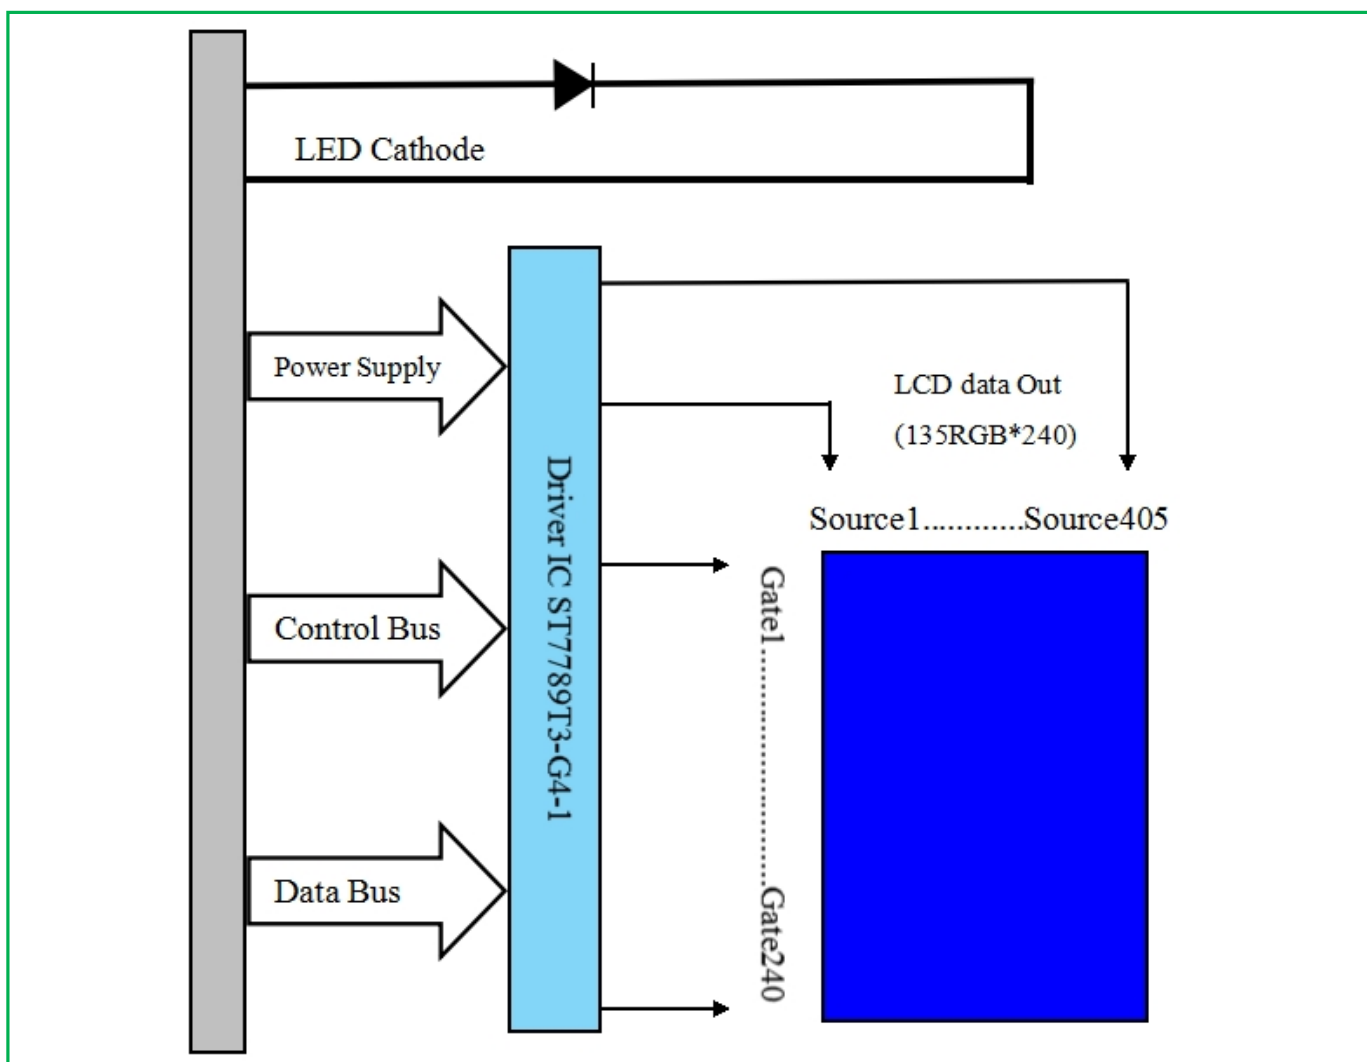 LED Cathode
Power Supply
LCD data Out
(135RGB*240)
Source1............Source405
Driver IC ST7789T3-G4-1
Gate1..............................Gate240
Control Bus
Data Bus